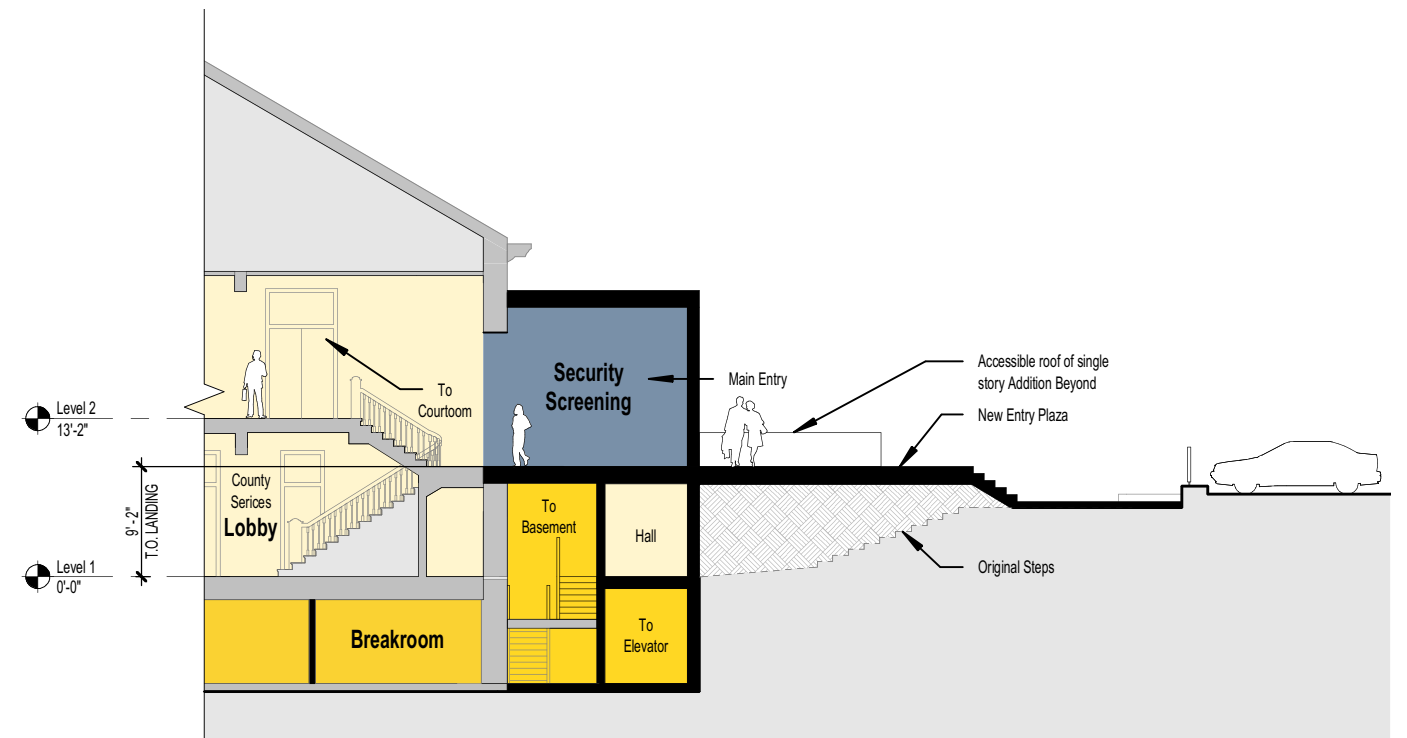 Security
Screening
Main Entry
Accessible roof of single
story Addition Beyond
New Entry Plaza
To
Courtoom
Level 2
13'-2"
County
Serices
Lobby
9'-2"
T.O. LANDING
To
Basement
Hall
Original Steps
Level 1
0'-0"
Breakroom
To
Elevator